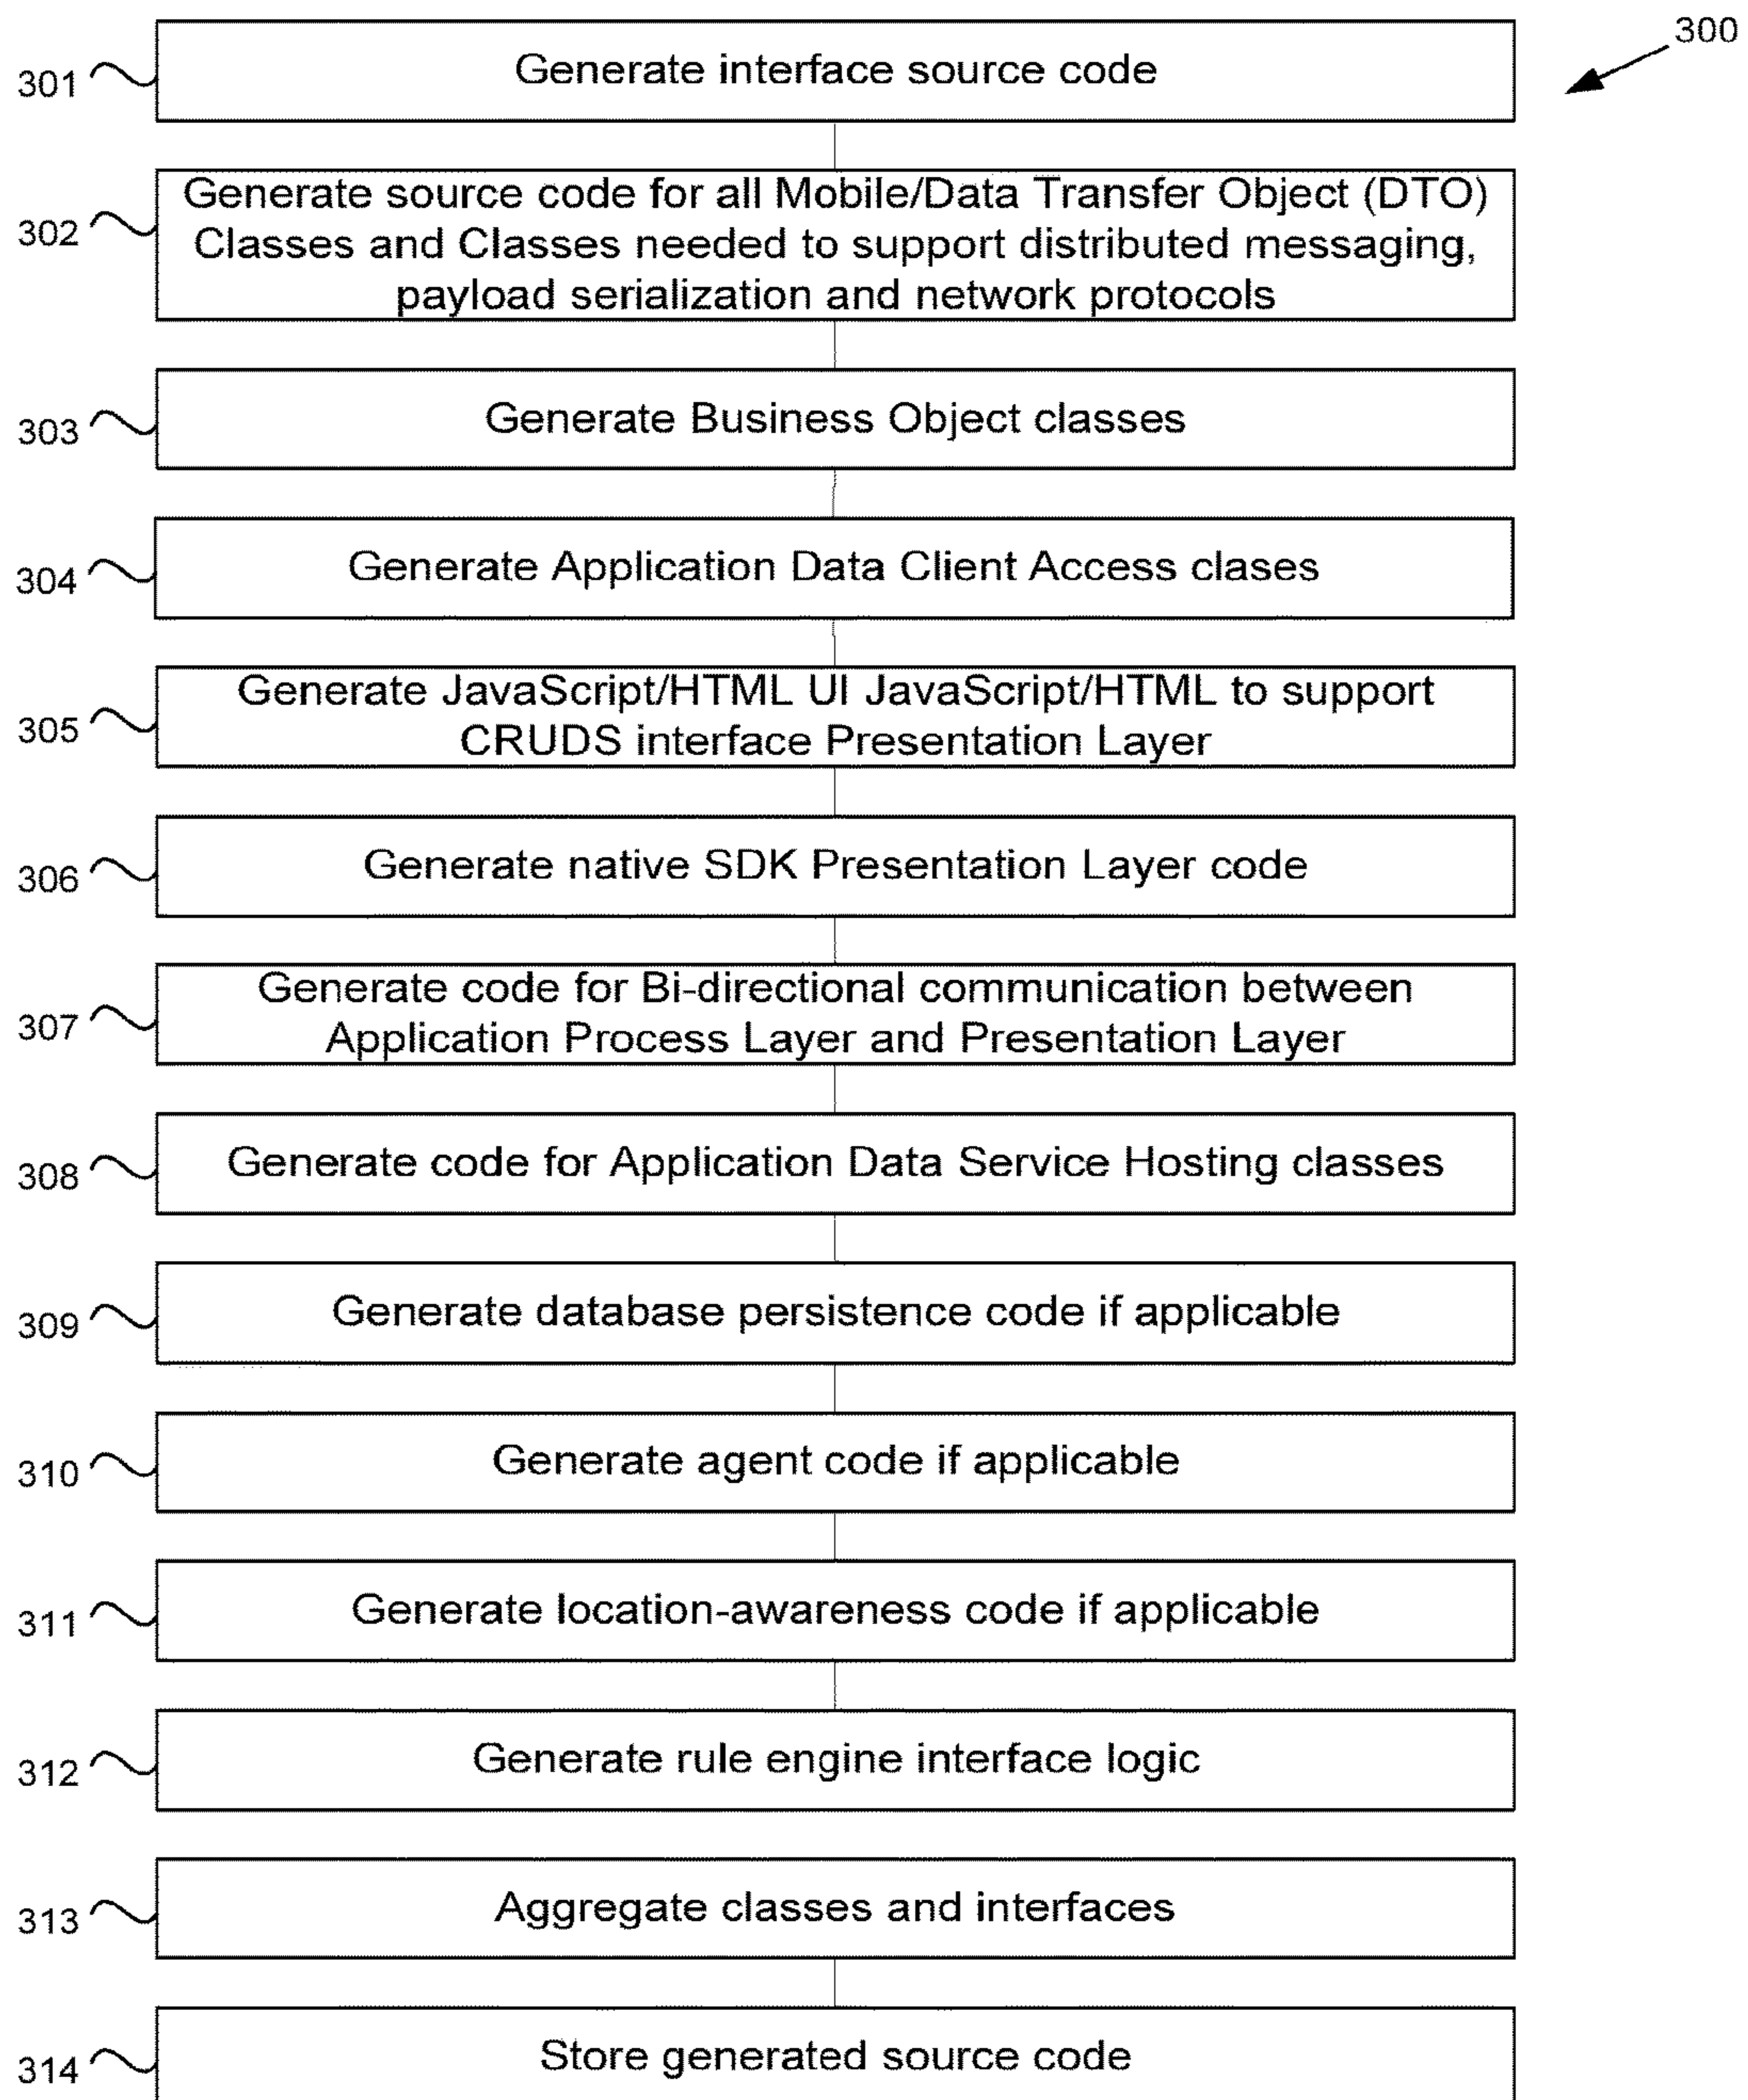 300
301
Generate interface source code
302
Generate source code for all Mobile/Data Transfer Object (DTO)
Classes and Classes needed to support distributed messaging,
payload serialization and network protocols
303
Generate Business Object classes
304
Generate Application Data Client Access clases
305
Generate JavaScript/HTML UI JavaScript/HTML to support
CRUDS interface Presentation Layer
306
Generate native SDK Presentation Layer code
307
Generate code for Bi-directional communication between
Application Process Layer and Presentation Layer
308
Generate code for Application Data Service Hosting classes
309
Generate database persistence code if applicable
310
Generate agent code if applicable
311
Generate location-awareness code if applicable
312
Generate rule engine interface logic
313
Aggregate classes and interfaces
314
Store generated source code